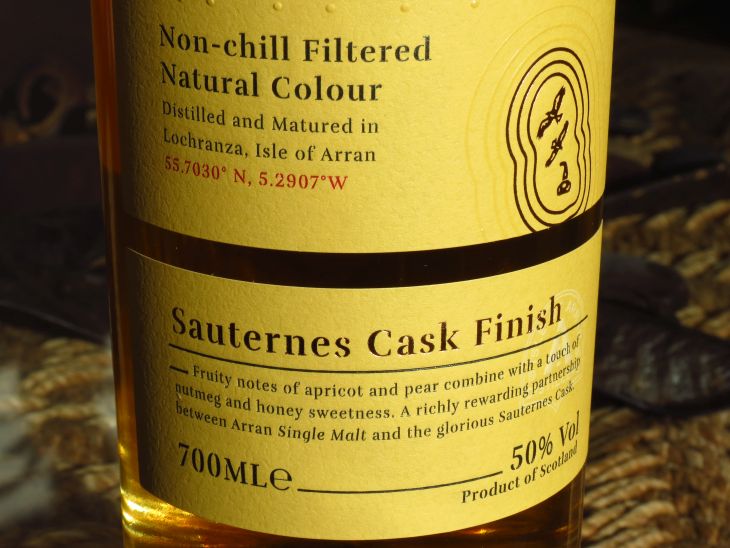 Non-chill Filtered
Natural Colour
Distilled and Matured in
Lochranza, Isle of Arran
55.7030° N, 5.2907°W
Sauternes Cask Finish
— Fruity notes of apricot and pear combine with a touch of
nutmeg and honey sweetness. A richly rewarding partnership
between Arran Single Malt and the glorious Sauternes Cask.
700MLe
50% Vol
Product of Scotland